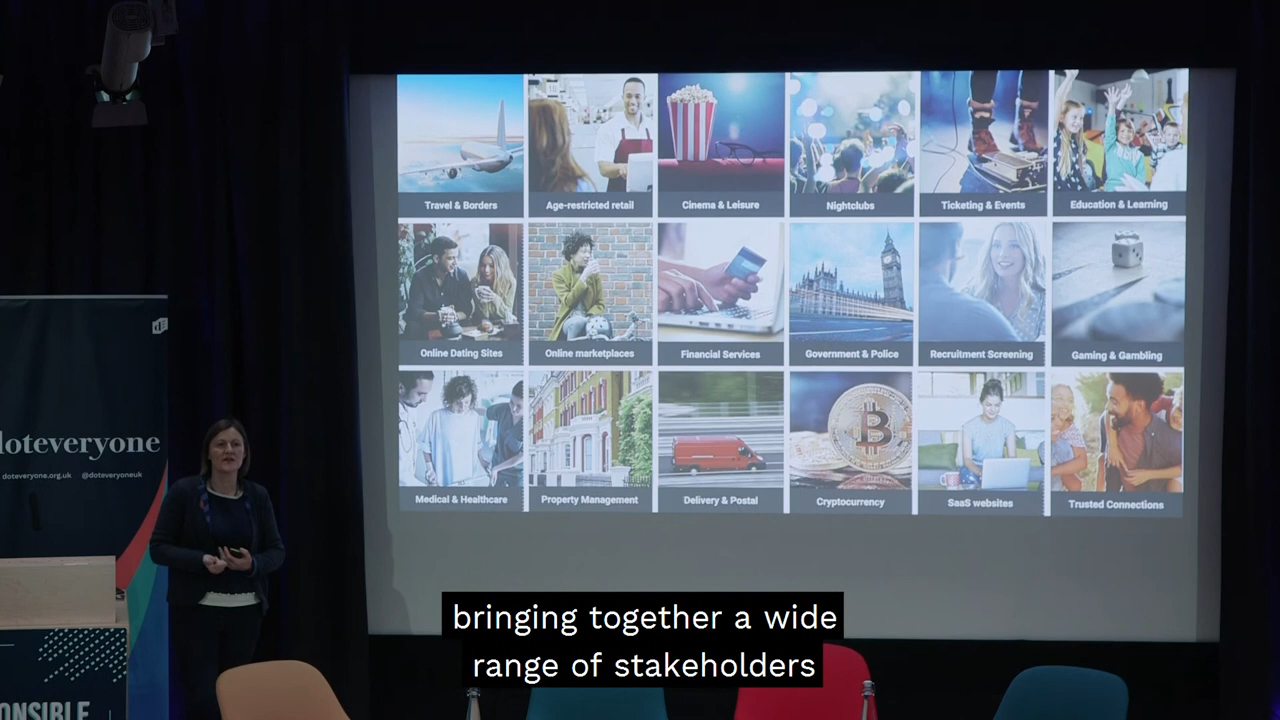 Travel & Borders
Age-restricted retail
Cinema & Leisure
Nightclubs
Ticketing & Events
Education & Learning
Online Dating Sites
Online marketplaces
Financial Services
Government & Police
Recruitment Screening
Gaming & Gambling
Medical & Healthcare
Property Management
Delivery & Postal
Cryptocurrency
SaaS websites
Trusted Connections
doteveryone
doteveryone.org.uk @doteveryoneuk
ONSIBLE
bringing together a wide
range of stakeholders